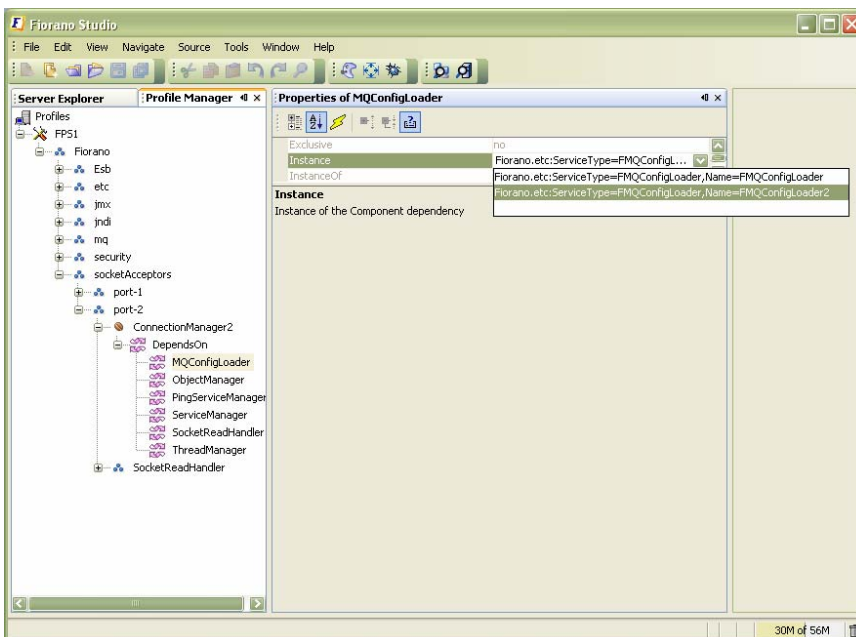 Fiorano Studio
File Edit View Navigate Source Tools Window Help
Server Explorer
Profile Manager
Properties of MQConfigLoader
Profiles
FPS1
Fiorano
Esb
etc
jmx
jndi
mq
security
socketAcceptors
port-1
port-2
ConnectionManager2
DependsOn
MQConfigLoader
ObjectManager
PingServiceManager
ServiceManager
SocketReadHandler
ThreadManager
SocketReadHandler
Exclusive no
Instance Fiorano.etc:ServiceType=FMQConfigL...
InstanceOf
Fiorano.etc:ServiceType=FMQConfigLoader,Name=FMQConfigLoader
Fiorano.etc:ServiceType=FMQConfigLoader,Name=FMQConfigLoader2
Instance
Instance of the Component dependency
30M of 56M